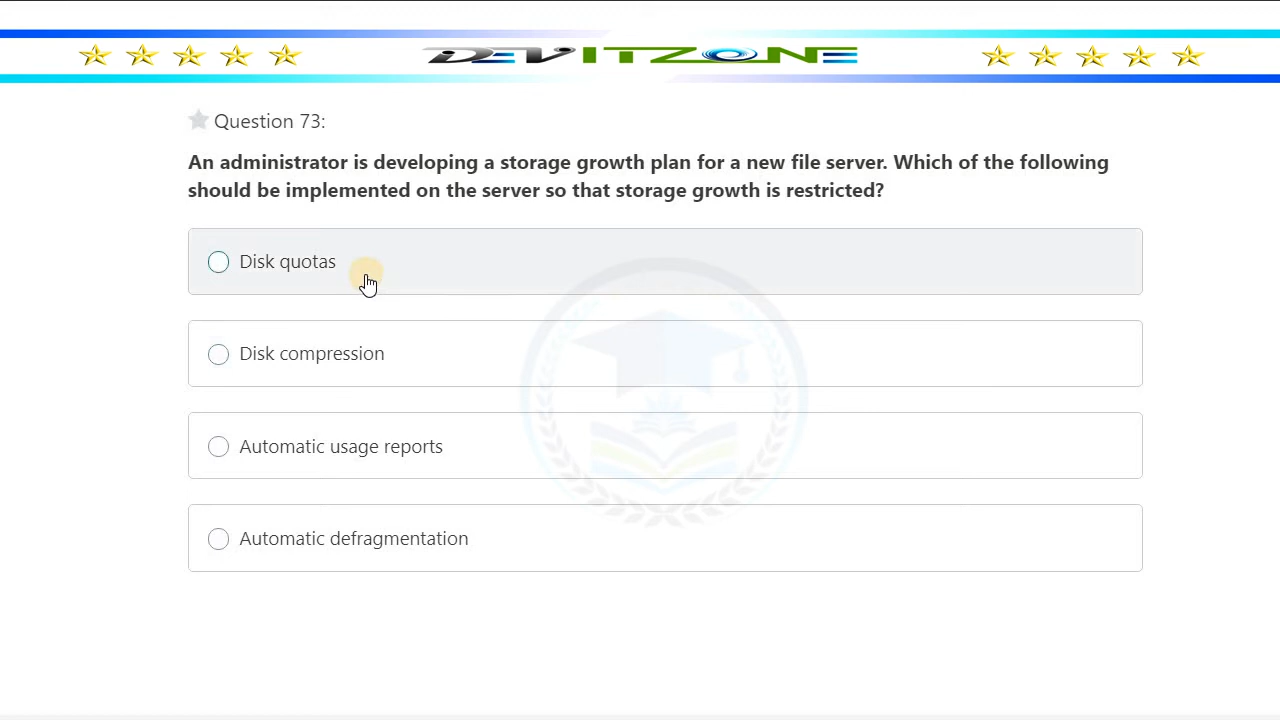 DEVITZONE
Question 73:
An administrator is developing a storage growth plan for a new file server. Which of the following
should be implemented on the server so that storage growth is restricted?
Disk quotas
Disk compression
Automatic usage reports
Automatic defragmentation